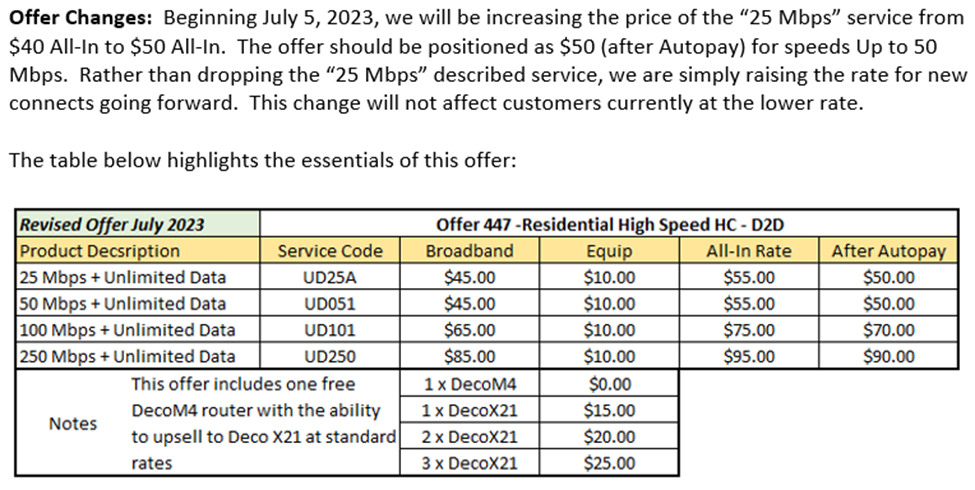 Offer Changes:  Beginning July 5, 2023, we will be increasing the price of the “25 Mbps” service from
$40 All-In to $50 All-In.  The offer should be positioned as $50 (after Autopay) for speeds Up to 50
Mbps.  Rather than dropping the “25 Mbps” described service, we are simply raising the rate for new
connects going forward.  This change will not affect customers currently at the lower rate.
The table below highlights the essentials of this offer:
Revised Offer July 2023 Offer 447 -Residential High Speed HC - D2D
Product Decsription Service Code Broadband Equip All-In Rate After Autopay
25 Mbps + Unlimited Data UD25A $45.00 $10.00 $55.00 $50.00
50 Mbps + Unlimited Data UD051 $45.00 $10.00 $55.00 $50.00
100 Mbps + Unlimited Data UD101 $65.00 $10.00 $75.00 $70.00
250 Mbps + Unlimited Data UD250 $85.00 $10.00 $95.00 $90.00
Notes
This offer includes one free
DecoM4 router with the ability
to upsell to Deco X21 at standard
rates
1 x DecoM4 $0.00
1 x DecoX21 $15.00
2 x DecoX21 $20.00
3 x DecoX21 $25.00